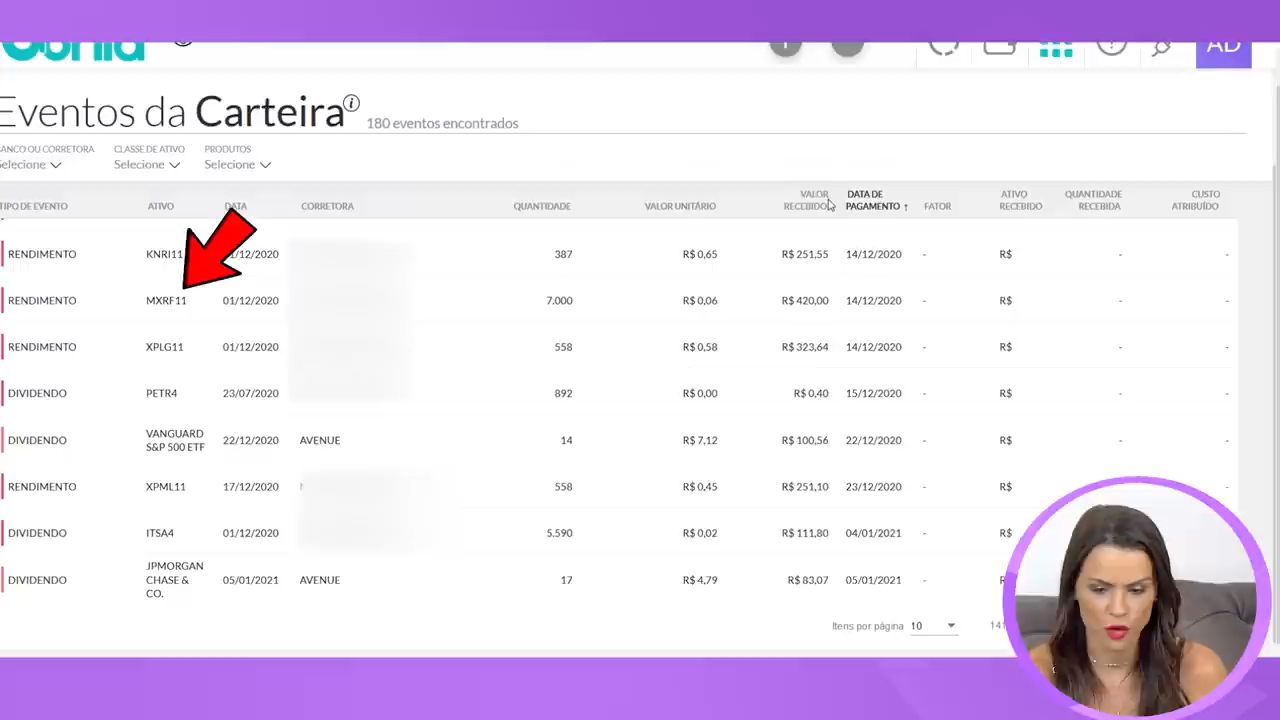 AD
Eventos da Carteira i
180 eventos encontrados
BANCO OU CORRETORA CLASSE DE ATIVO PRODUTOS
Selecione Selecione Selecione
TIPO DE EVENTO ATIVO DATA CORRETORA QUANTIDADE VALOR UNITÁRIO VALOR RECEBIDO DATA DE PAGAMENTO ↑ FATOR ATIVO RECEBIDO QUANTIDADE RECEBIDA CUSTO ATRIBUÍDO
RENDIMENTO KNRI11 /12/2020 387 R$ 0,65 R$ 251,55 14/12/2020 - R$ - -
RENDIMENTO MXRF11 01/12/2020 7.000 R$ 0,06 R$ 420,00 14/12/2020 - R$ - -
RENDIMENTO XPLG11 01/12/2020 558 R$ 0,58 R$ 323,64 14/12/2020 - R$ - -
DIVIDENDO PETR4 23/07/2020 892 R$ 0,00 R$ 0,40 15/12/2020 - R$ - -
DIVIDENDO VANGUARD S&P 500 ETF 22/12/2020 AVENUE 14 R$ 7,12 R$ 100,56 22/12/2020 - R$ - -
RENDIMENTO XPML11 17/12/2020 558 R$ 0,45 R$ 251,10 23/12/2020 - R$ - -
DIVIDENDO ITSA4 01/12/2020 5.590 R$ 0,02 R$ 111,80 04/01/2021 - R$ -
DIVIDENDO JPMORGAN CHASE & CO. 05/01/2021 AVENUE 17 R$ 4,79 R$ 83,07 05/01/2021 -
Itens por página 10 141